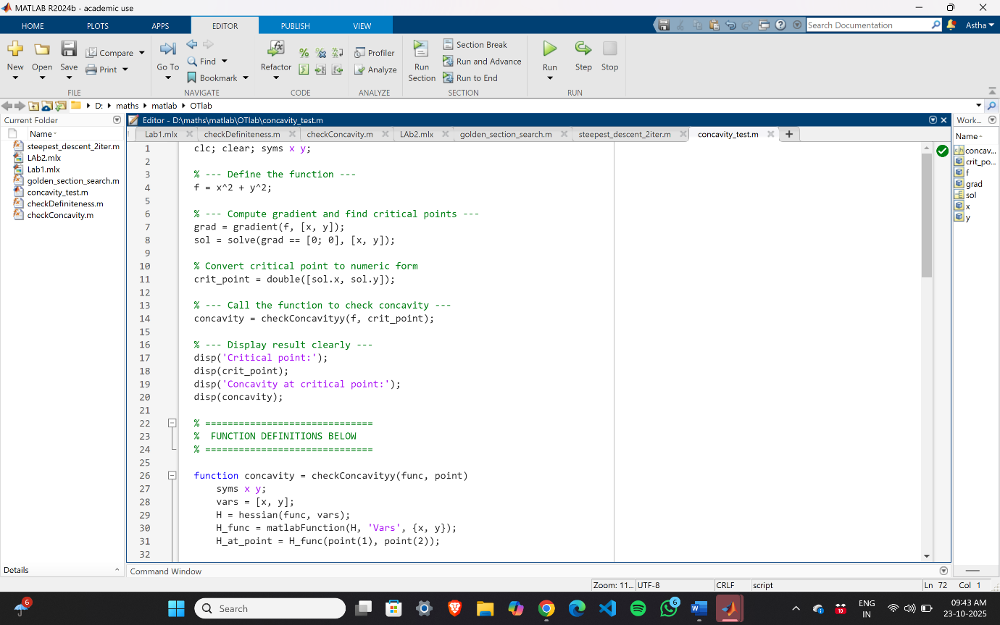 MATLAB R2024b - academic use
HOME PLOTS APPS EDITOR PUBLISH VIEW
Search Documentation
Astha
New Open Save
Compare
Print
FILE
Go To
Find
Bookmark
NAVIGATE
Refactor
CODE
Profiler
Analyze
ANALYZE
Run Section
Section Break
Run and Advance
Run to End
SECTION
Run Step Stop
RUN
D: maths matlab OTlab
Current Folder
Name
steepest_descent_2iter.m
LAb2.mlx
Lab1.mlx
golden_section_search.m
concavity_test.m
checkDefiniteness.m
checkConcavity.m
Details
Editor - D:\maths\matlab\OTlab\concavity_test.m
Lab1.mlx checkDefiniteness.m checkConcavity.m LAb2.mlx golden_section_search.m steepest_descent_2iter.m concavity_test.m
1 clc; clear; syms x y;
2
3 % --- Define the function ---
4 f = x^2 + y^2;
5
6 % --- Compute gradient and find critical points ---
7 grad = gradient(f, [x, y]);
8 sol = solve(grad == [0; 0], [x, y]);
9
10 % Convert critical point to numeric form
11 crit_point = double([sol.x, sol.y]);
12
13 % --- Call the function to check concavity ---
14 concavity = checkConcavityy(f, crit_point);
15
16 % --- Display result clearly ---
17 disp('Critical point:');
18 disp(crit_point);
19 disp('Concavity at critical point:');
20 disp(concavity);
21
22 % ==============================
23 %  FUNCTION DEFINITIONS BELOW
24 % ==============================
25
26 function concavity = checkConcavityy(func, point)
27     syms x y;
28     vars = [x, y];
29     H = hessian(func, vars);
30     H_func = matlabFunction(H, 'Vars', {x, y});
31     H_at_point = H_func(point(1), point(2));
32
Work...
Name
concav...
crit_po...
f
grad
sol
x
y
Command Window
Zoom: 11... UTF-8 CRLF script Ln 72 Col 1
6
Search
6
10
ENG
IN
09:43 AM
23-10-2025